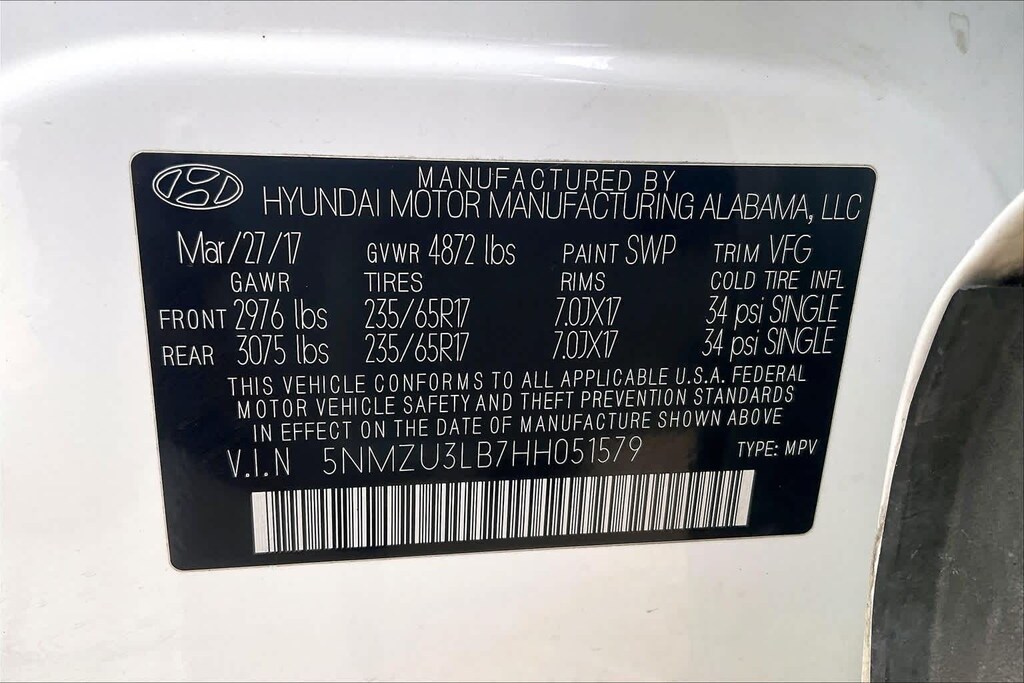 MANUFACTURED BY
HYUNDAI MOTOR MANUFACTURING ALABAMA, LLC
Mar/27/17 GVWR 4872 lbs PAINT SWP TRIM VFG
GAWR TIRES RIMS COLD TIRE INFL
FRONT 2976 lbs 235/65R17 7.0JX17 34 psi SINGLE
REAR 3075 lbs 235/65R17 7.0JX17 34 psi SINGLE
THIS VEHICLE CONFORMS TO ALL APPLICABLE U.S.A. FEDERAL
MOTOR VEHICLE SAFETY AND THEFT PREVENTION STANDARDS
IN EFFECT ON THE DATE OF MANUFACTURE SHOWN ABOVE
V.I.N 5NMZU3LB7HH051579 TYPE: MPV